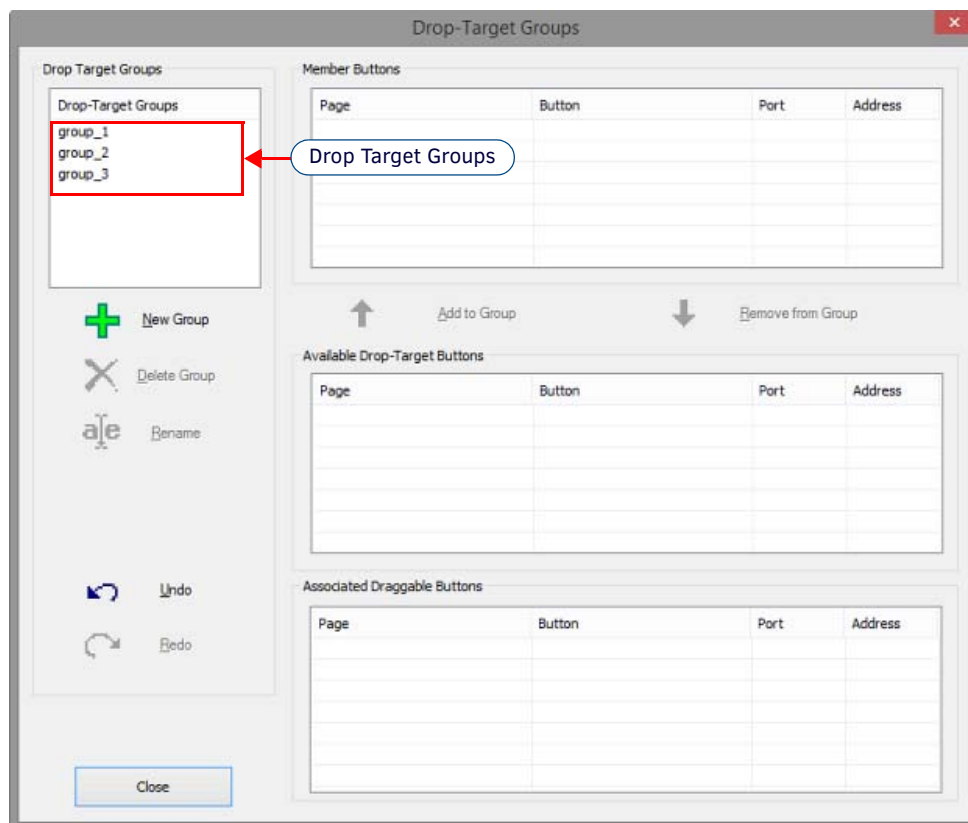 Drop-Target Groups
Drop Target Groups
Drop-Target Groups
group_1
group_2
group_3
Drop Target Groups
New Group
Delete Group
a e
Rename
Undo
Redo
Close
Member Buttons
Page Button Port Address
Add to Group Remove from Group
Available Drop-Target Buttons
Page Button Port Address
Associated Draggable Buttons
Page Button Port Address